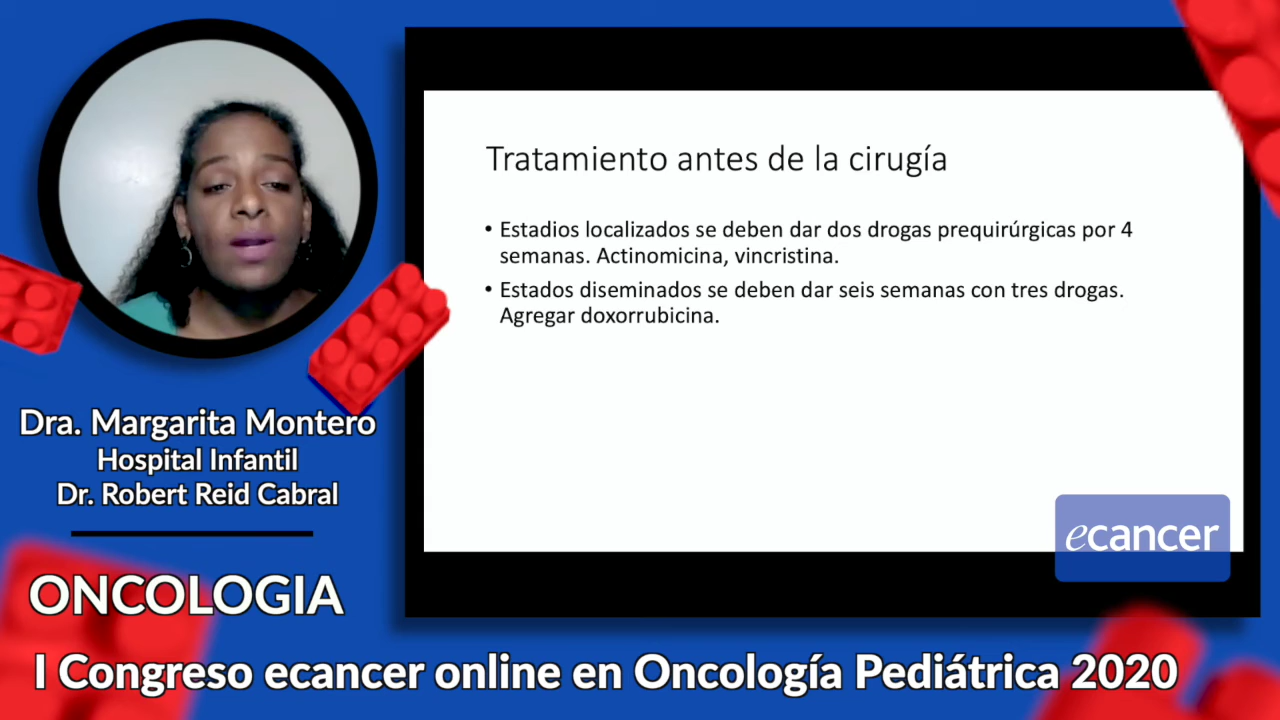 Tratamiento antes de la cirugía
• Estadios localizados se deben dar dos drogas prequirúrgicas por 4
semanas. Actinomicina, vincristina.
• Estados diseminados se deben dar seis semanas con tres drogas.
Agregar doxorrubicina.
ecancer
Dra. Margarita Montero
Hospital Infantil
Dr. Robert Reid Cabral
ONCOLOGIA
I Congreso ecancer online en Oncología Pediátrica 2020